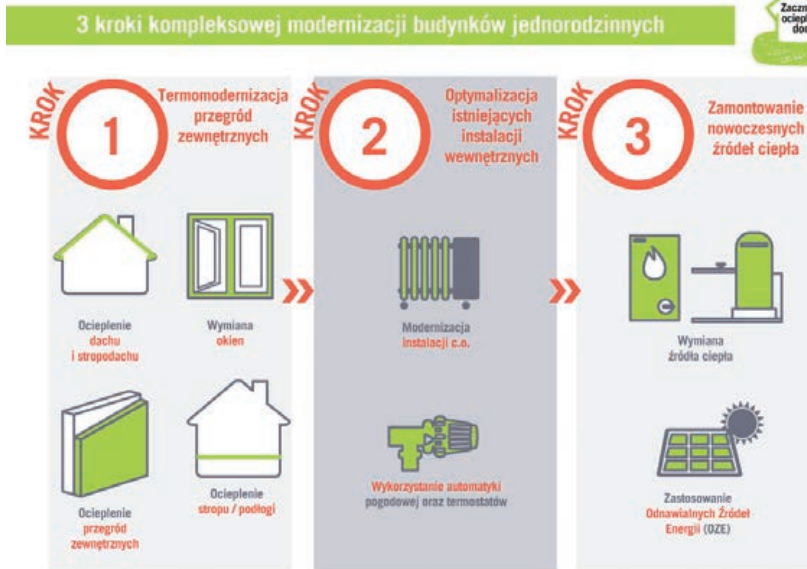 3 kroki kompleksowej modernizacji budynków jednorodzinnych
KROK
1
Termomodernizacja
przegród
zewnętrznych
Ocieplenie
dachu
i stropodachu
Wymiana
okien
Ocieplenie
przegród
zewnętrznych
Ocieplenie
stropu / podłogi
KROK
2
Optymalizacja
istniejących
instalacji
wewnętrznych
Modernizacja
instalacji c.o.
Wykorzystanie automatyki
pogodowej oraz termostatów
KROK
3
Zamontowanie
nowoczesnych
źródeł ciepła
Wymiana
źródła ciepła
Zastosowanie
Odnawialnych Źródeł
Energii (OZE)